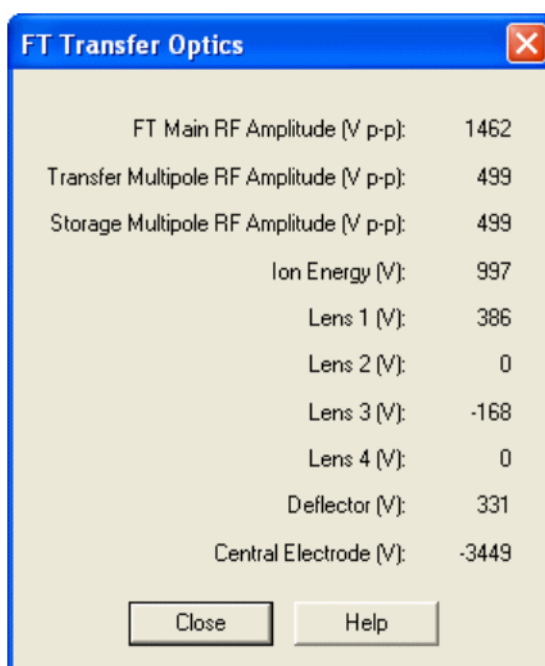 FT Transfer Optics
FT Main RF Amplitude (V p-p): 1462
Transfer Multipole RF Amplitude (V p-p): 499
Storage Multipole RF Amplitude (V p-p): 499
Ion Energy (V): 997
Lens 1 (V): 386
Lens 2 (V): 0
Lens 3 (V): -168
Lens 4 (V): 0
Deflector (V): 331
Central Electrode (V): -3449
Close Help